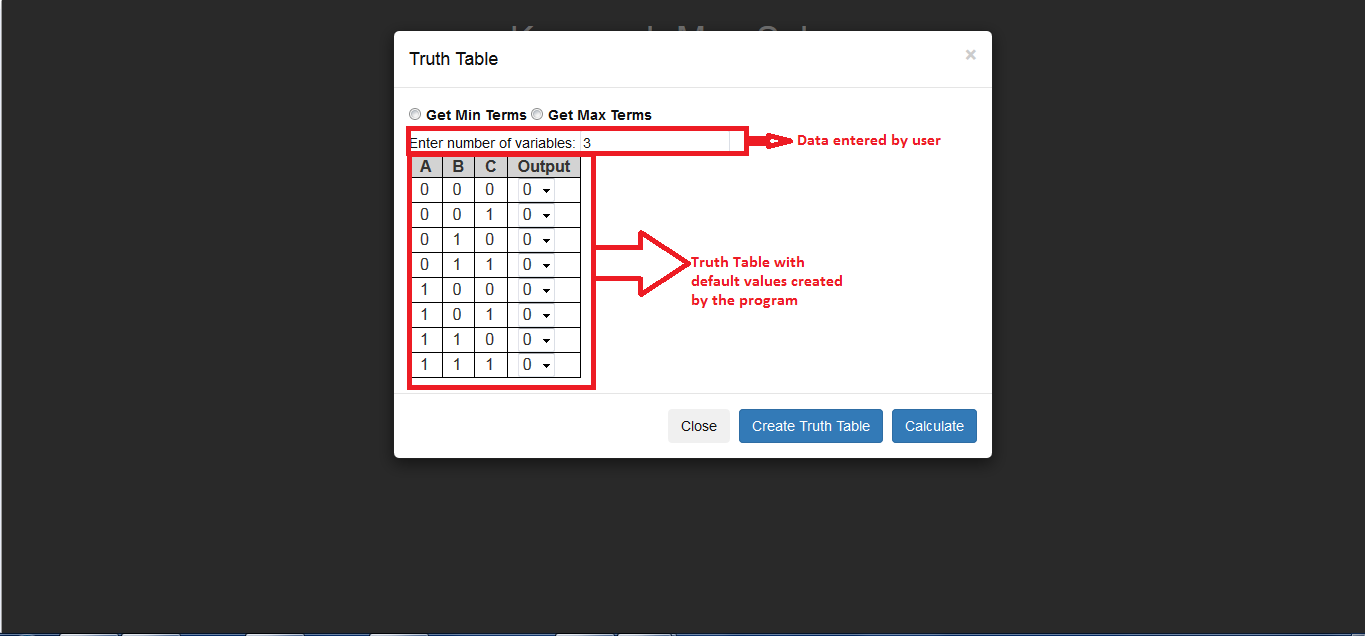 Truth Table ×
Get Min Terms Get Max Terms
Enter number of variables: 3
Data entered by user
A B C Output
0 0 0 0
0 0 1 0
0 1 0 0
0 1 1 0
1 0 0 0
1 0 1 0
1 1 0 0
1 1 1 0
Truth Table with
default values created
by the program
Close Create Truth Table Calculate